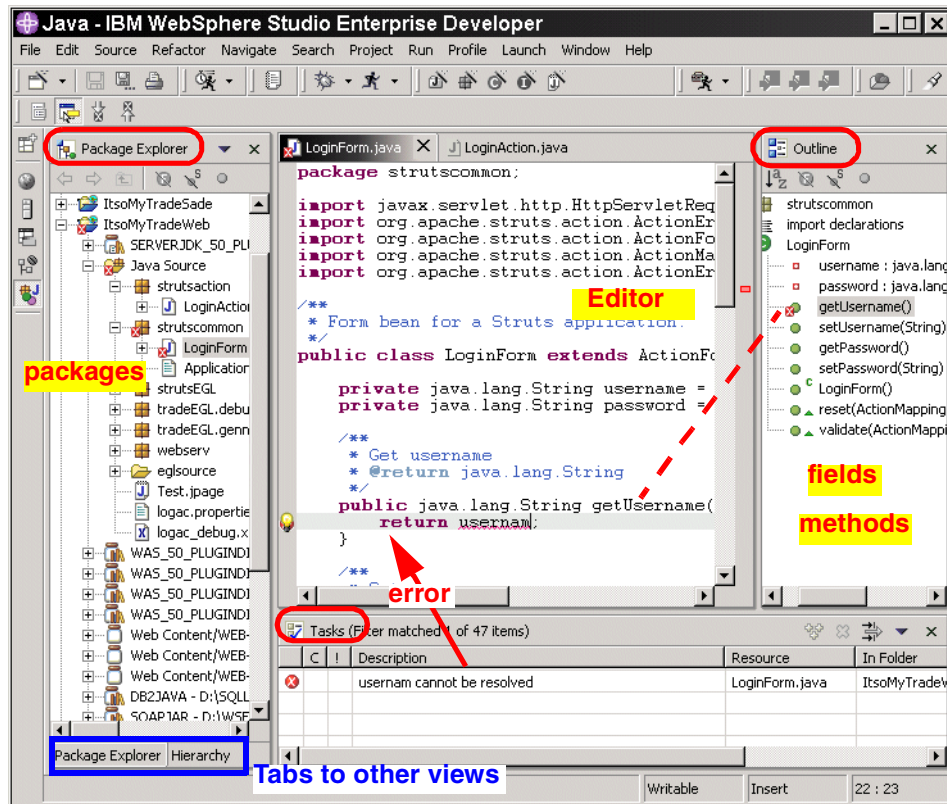 Java - IBM WebSphere Studio Enterprise Developer
File Edit Source Refactor Navigate Search Project Run Profile Launch Window Help
Package Explorer
ItsoMyTradeSade
ItsoMyTradeWeb
SERVERJDK_50_PLU
Java Source
strutsaction
LoginAction
strutscommon
LoginForm
Application
packages
strutsEGL
tradeEGL.debu
tradeEGL.genn
webserv
eglsource
Test.jpage
logac.propertie
logac_debug.x
WAS_50_PLUGINDI
WAS_50_PLUGINDI
WAS_50_PLUGINDI
WAS_50_PLUGINDI
Web Content/WEB-
Web Content/WEB-
Web Content/WEB-
DB2JAVA - D:\SQLL
SOAPJAR - D:\WSE
Package Explorer Hierarchy
Tabs to other views
LoginForm.java LoginAction.java
package strutscommon;
import javax.servlet.http.HttpServletReq
import org.apache.struts.action.ActionEr
import org.apache.struts.action.ActionFo
import org.apache.struts.action.ActionMa
import org.apache.struts.action.ActionEr
Editor
/**
* Form bean for a Struts application.
*/
public class LoginForm extends ActionFo
private java.lang.String username =
private java.lang.String password =
/**
* Get username
* @return java.lang.String
*/
public java.lang.String getUsername(
return usernam;
}
/**
error
Outline
strutscommon
import declarations
LoginForm
username : java.lang
password : java.lang
getUsername()
setUsername(String)
getPassword()
setPassword(String)
LoginForm()
reset(ActionMapping
validate(ActionMappi
fields
methods
Tasks (Filter matched 1 of 47 items)
C ! Description Resource In Folder
usernam cannot be resolved LoginForm.java ItsoMyTradeW
Writable Insert 22 : 23